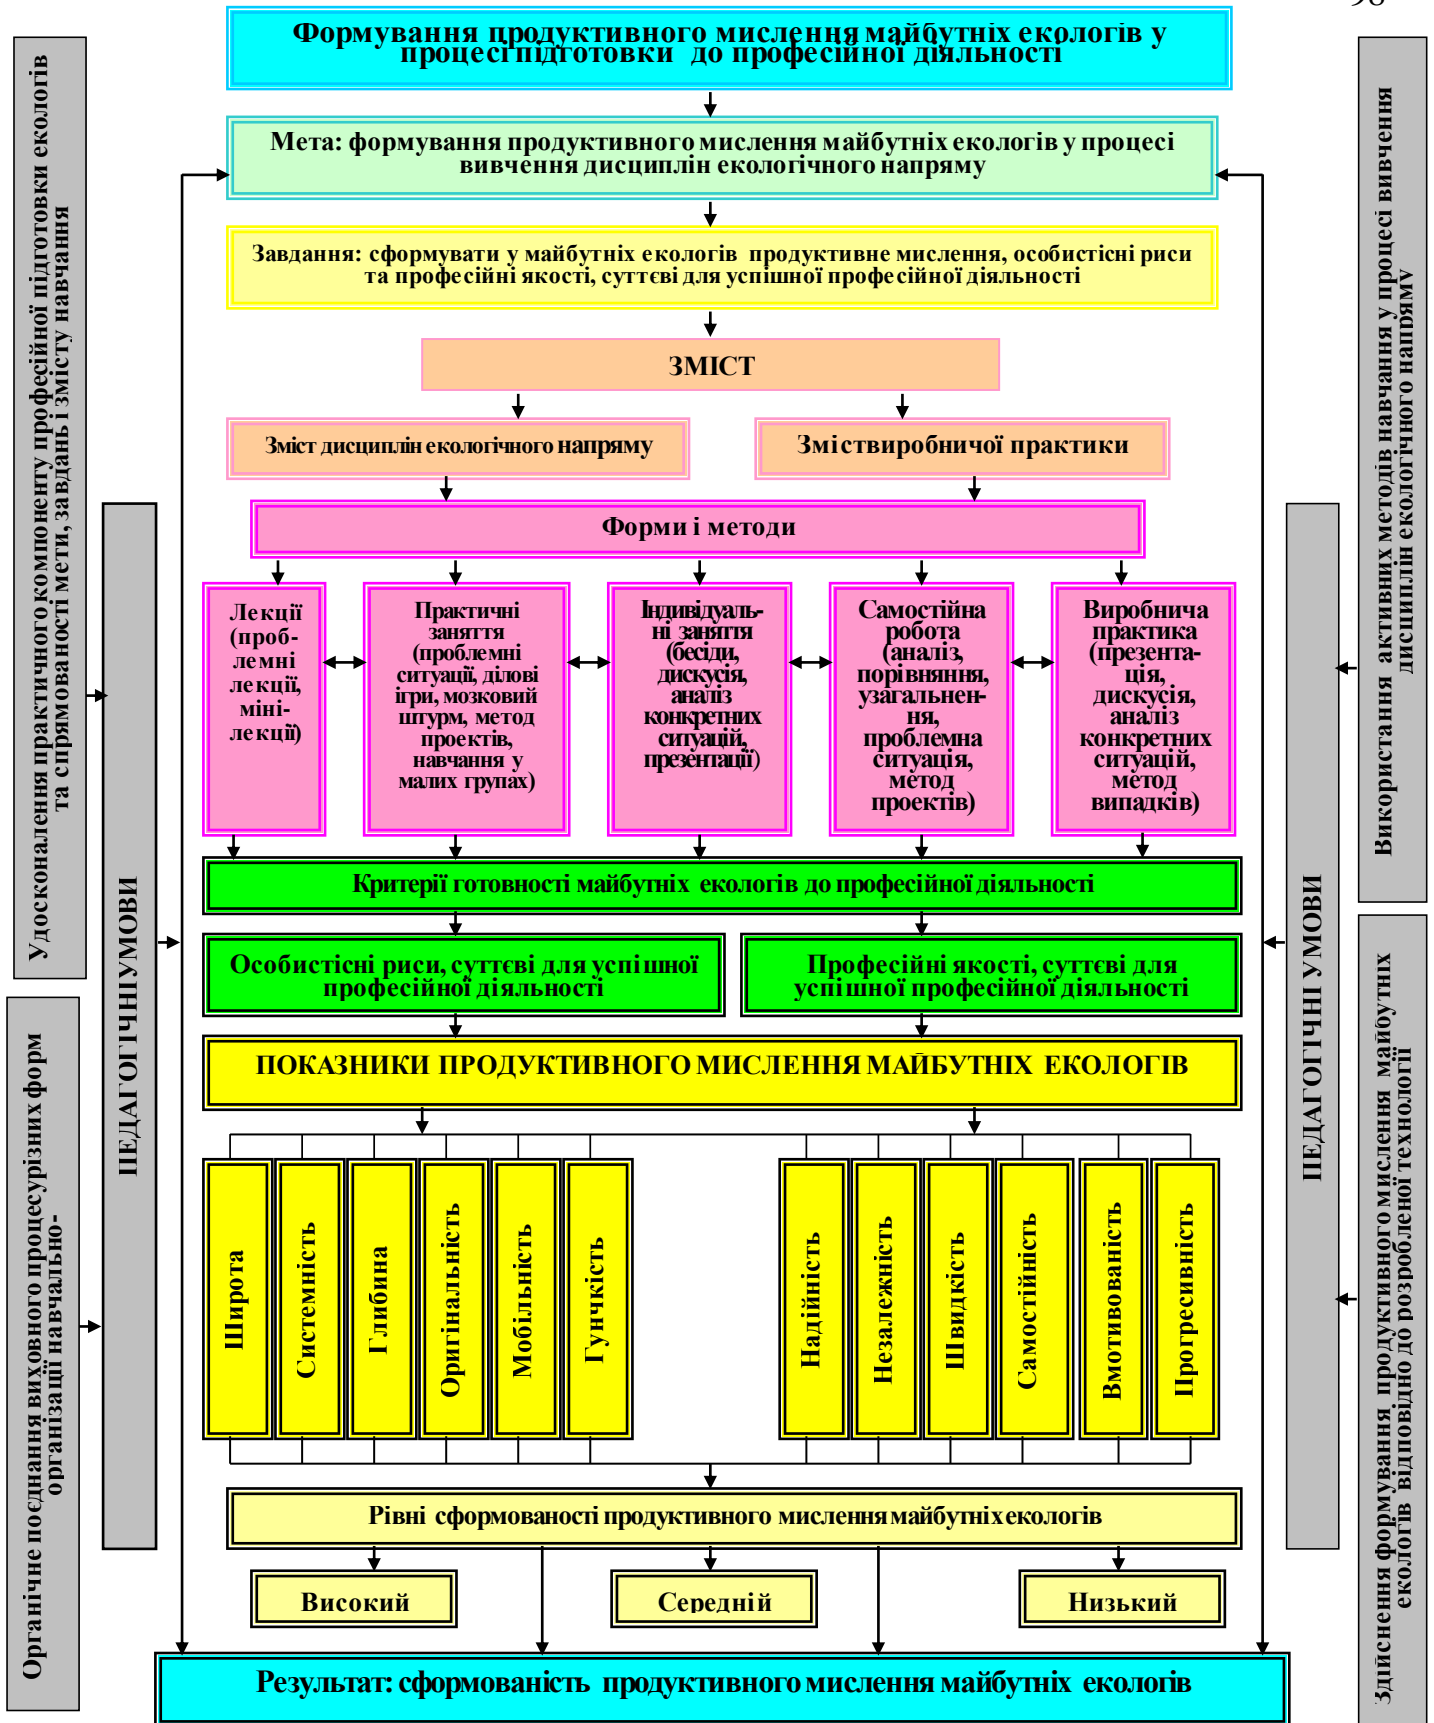 98
Формування продуктивного мислення майбутніх екологів у
процесі підготовки до професійної діяльності
Мета: формування продуктивного мислення майбутніх екологів у процесі
вивчення дисциплін екологічного напряму
Завдання: сформувати у майбутніх екологів продуктивне мислення, особистісні риси
та професійні якості, суттєві для успішної професійної діяльності
ЗМІСТ
Зміст дисциплін екологічного напряму
Зміствиробничої практики
Форми і методи
Лекції
(проб-
лемні
лекції,
міні-
лекції)
Практичні
заняття
(проблемні
ситуації, ділові
ігри, мозковий
штурм, метод
проектів,
навчання у
малих групах)
Індивідуаль-
ні заняття
(бесіди,
дискусія,
аналіз
конкретних
ситуацій,
презентації)
Самостійна
робота
(аналіз,
порівняння,
узагальнен-
ня,
проблемна
ситуація,
метод
проектів)
Виробнича
практика
(презента-
ція,
дискусія,
аналіз
конкретних
ситуацій,
метод
випадків)
Критерії готовності майбутніх екологів до професійної діяльності
Особистісні риси, суттєві для успішної
професійної діяльності
Професійні якості, суттєві для
успішної професійної діяльності
ПОКАЗНИКИ ПРОДУКТИВНОГО МИСЛЕННЯ МАЙБУТНІХ ЕКОЛОГІВ
Широта
Системність
Глибина
Оригінальність
Мобільність
Гунчкість
Надійність
Незалежність
Швидкість
Самостійність
Вмотивованість
Прогресивність
Рівні сформованості продуктивного мислення майбутніх екологів
Високий
Середній
Низький
Результат: сформованість продуктивного мислення майбутніх екологів
Удосконалення практичного компоненту професійної підготовки екологів
та спрямованості мети, завдань і змісту навчання
Органічне поєднання виховного процесу різних форм
організації навчально-
ПЕДАГОГІЧНІ УМОВИ
ПЕДАГОГІЧНІ УМОВИ
Використання активних методів навчання у процесі вивчення
дисциплін екологічного напряму
Здійснення формування продуктивного мислення майбутніх
екологів відповідно до розробленої технології